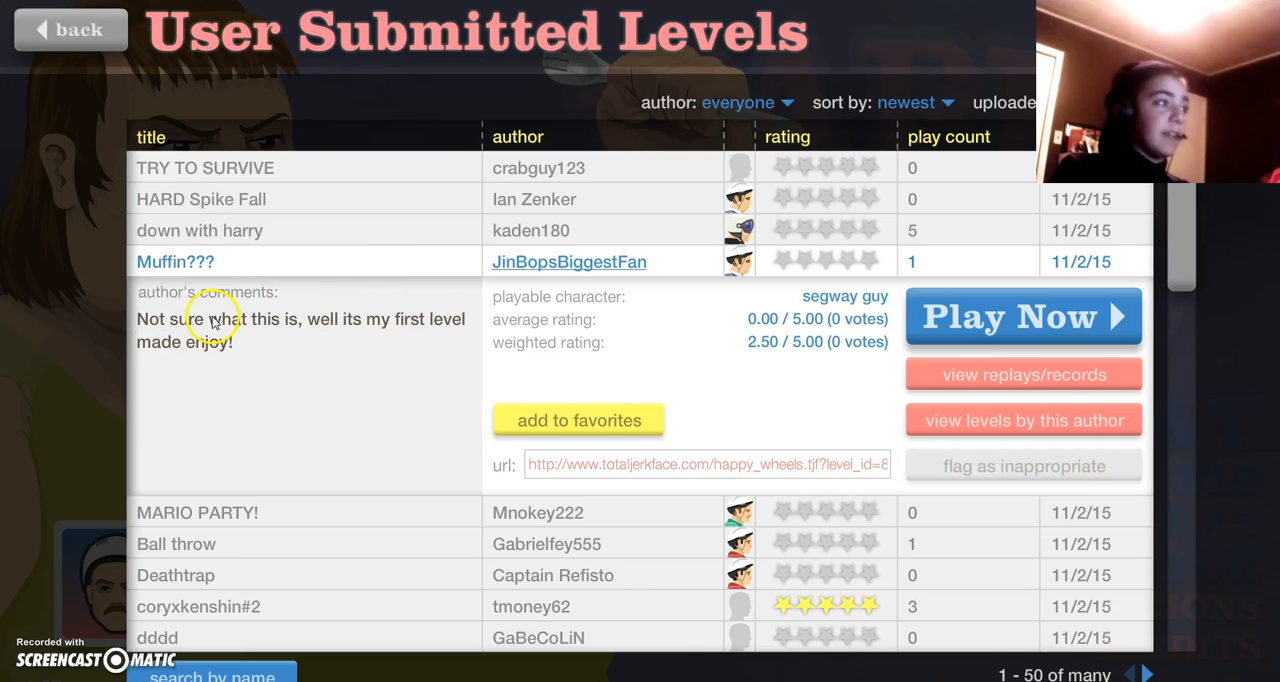 back
User Submitted Levels
author: everyone sort by: newest uploade
title author rating play count
TRY TO SURVIVE crabguy123 0
HARD Spike Fall Ian Zenker 0 11/2/15
down with harry kaden180 5 11/2/15
Muffin??? JinBopsBiggestFan 1 11/2/15
author's comments:
Not sure what this is, well its my first level
made enjoy!
playable character: segway guy
average rating: 0.00 / 5.00 (0 votes)
weighted rating: 2.50 / 5.00 (0 votes)
Play Now
view replays/records
add to favorites
view levels by this author
url: http://www.totaljerkface.com/happy_wheels.tjf?level_id=8
flag as inappropriate
MARIO PARTY! Mnokey222 0 11/2/15
Ball throw Gabrielfey555 1 11/2/15
Deathtrap Captain Refisto 0 11/2/15
coryxkenshin#2 tmoney62 3 11/2/15
dddd GaBeCoLiN 0 11/2/15
Recorded with
SCREENCAST-O-MATIC
search by name
1 - 50 of many